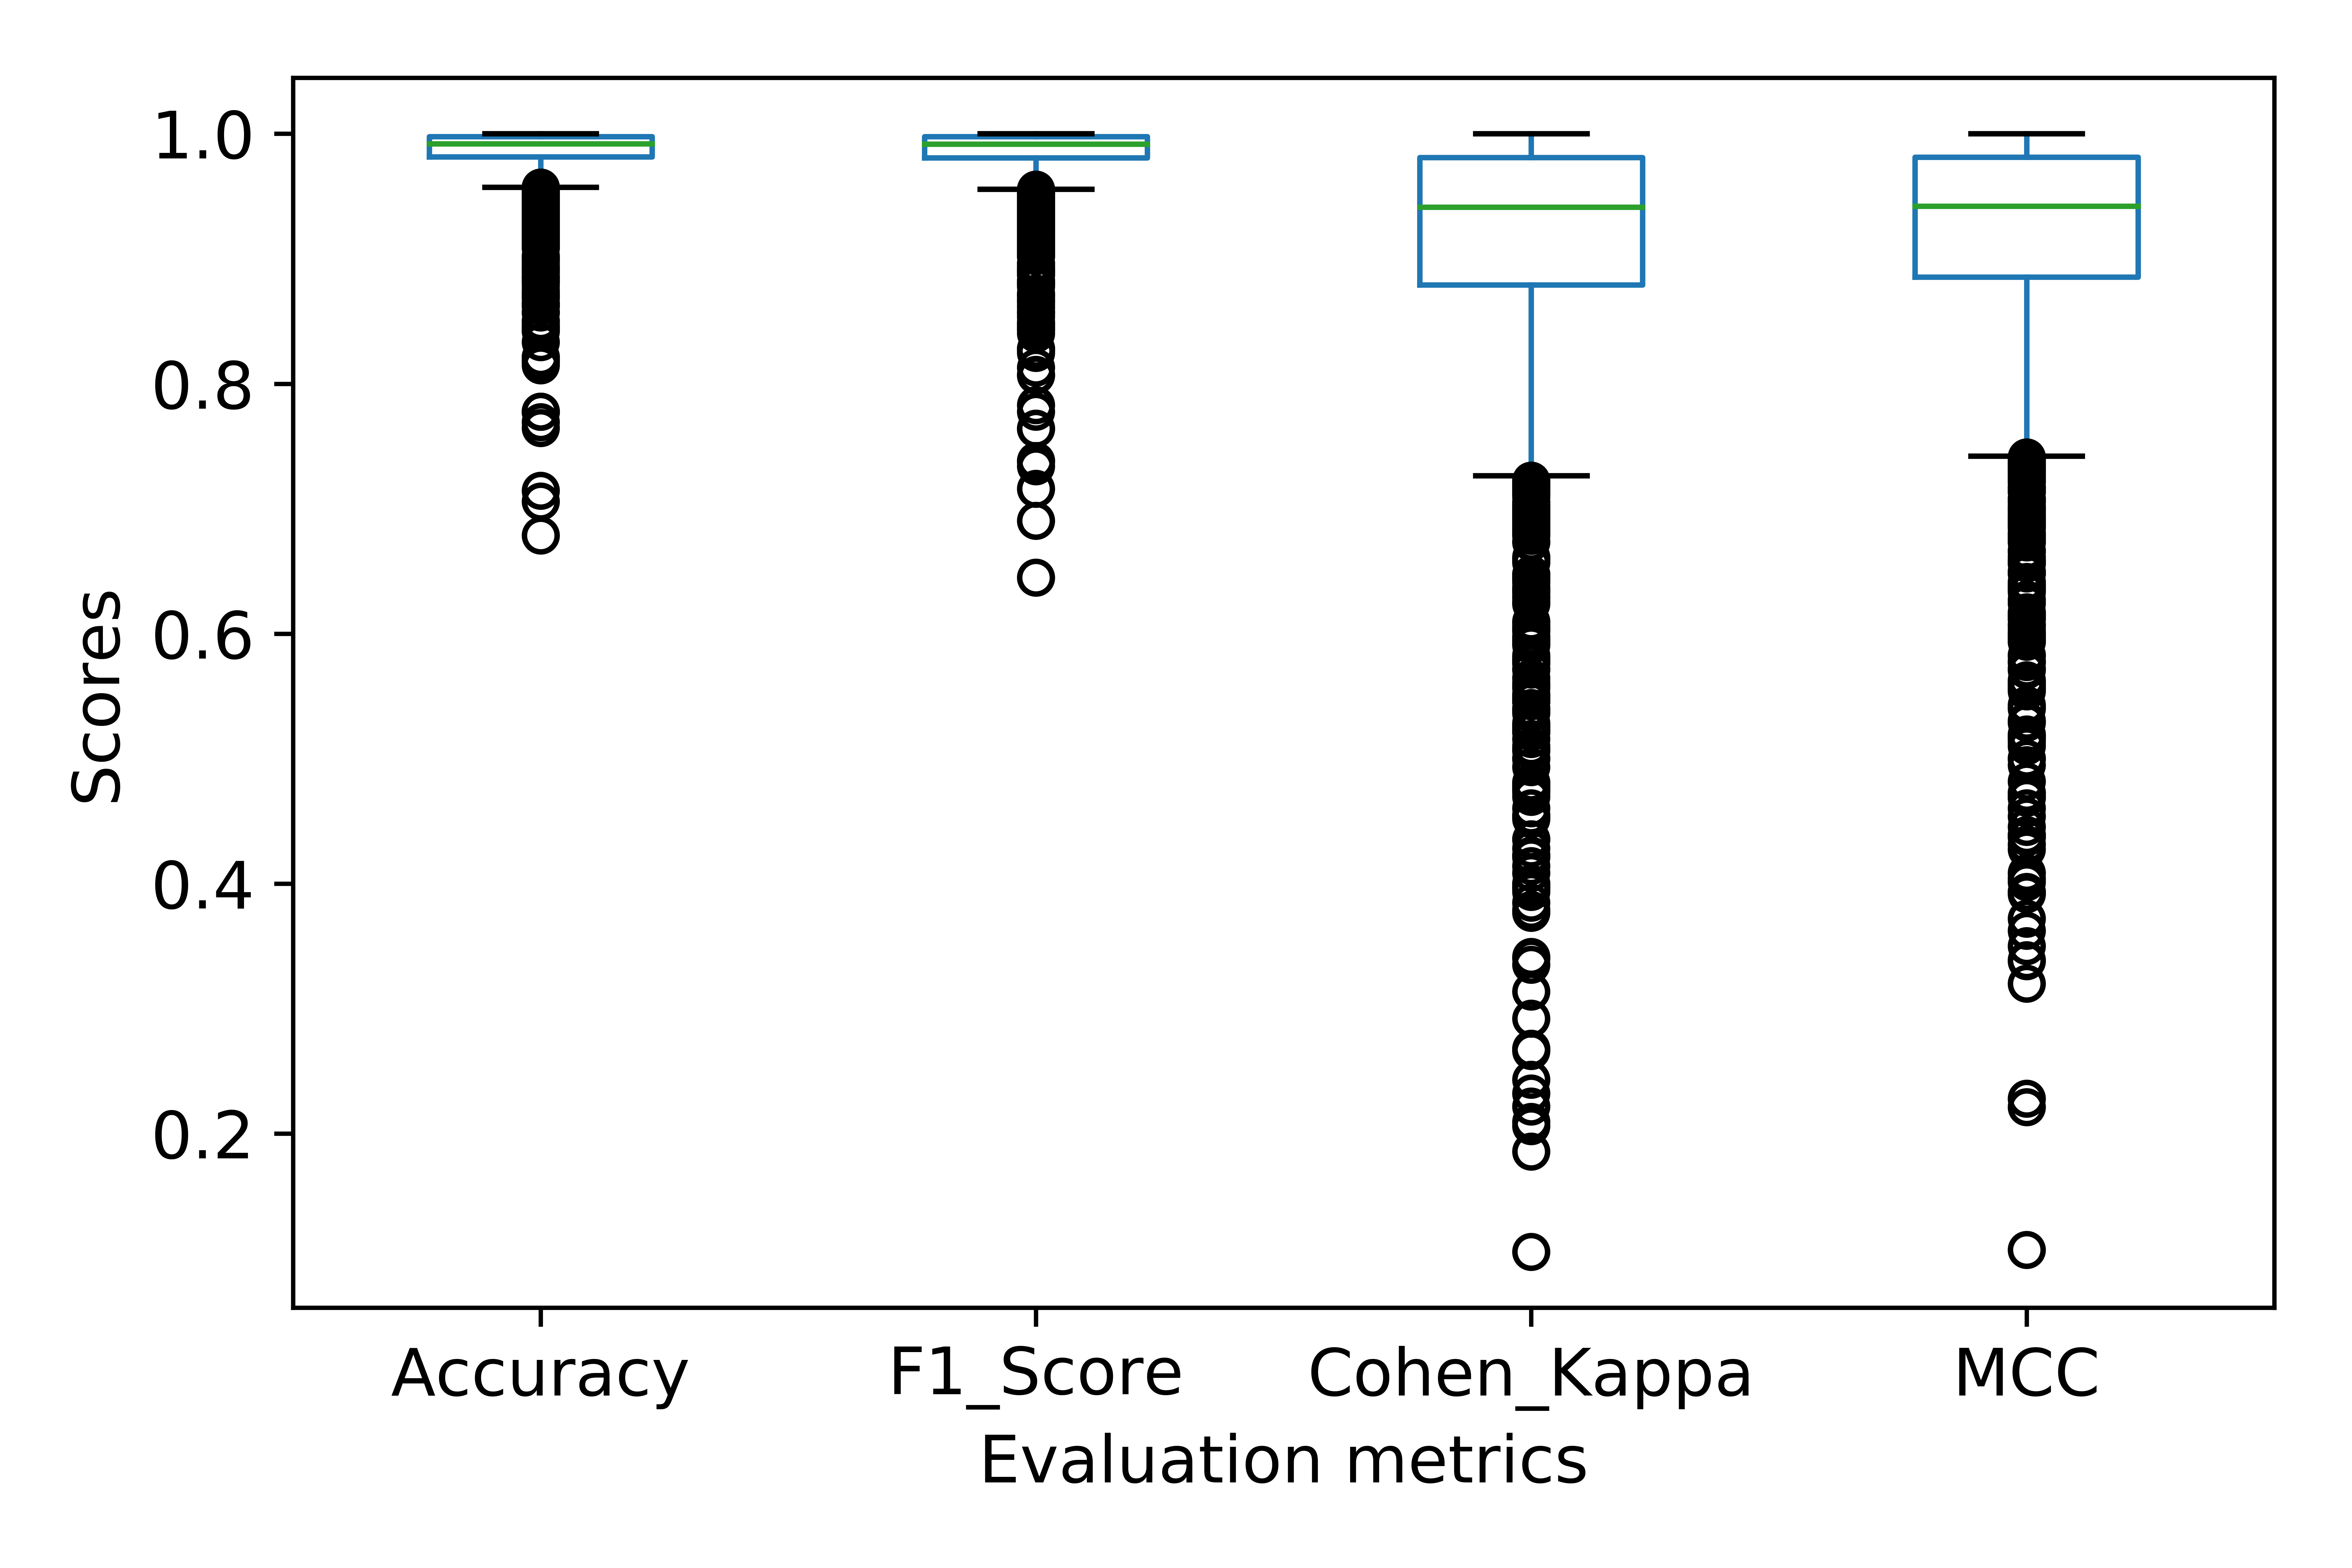 Scores
1.0
0.8
0.6
0.4
0.2
Accuracy F1_Score Cohen_Kappa MCC
Evaluation metrics